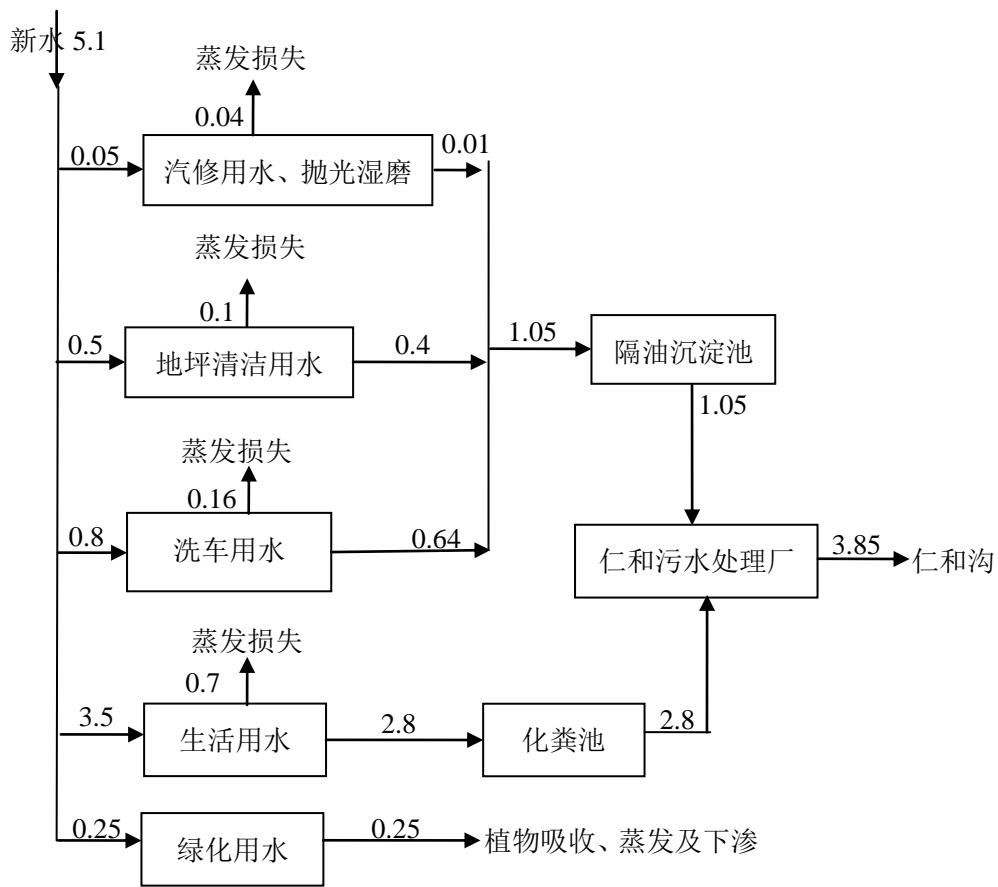 新水 5.1
蒸发损失
0.04
0.05
汽修用水、抛光湿磨
0.01
蒸发损失
0.1
0.5
地坪清洁用水
0.4
1.05
隔油沉淀池
1.05
蒸发损失
0.16
0.8
洗车用水
0.64
仁和污水处理厂
3.85
仁和沟
蒸发损失
0.7
3.5
生活用水
2.8
化粪池
2.8
0.25
绿化用水
0.25
植物吸收、蒸发及下渗